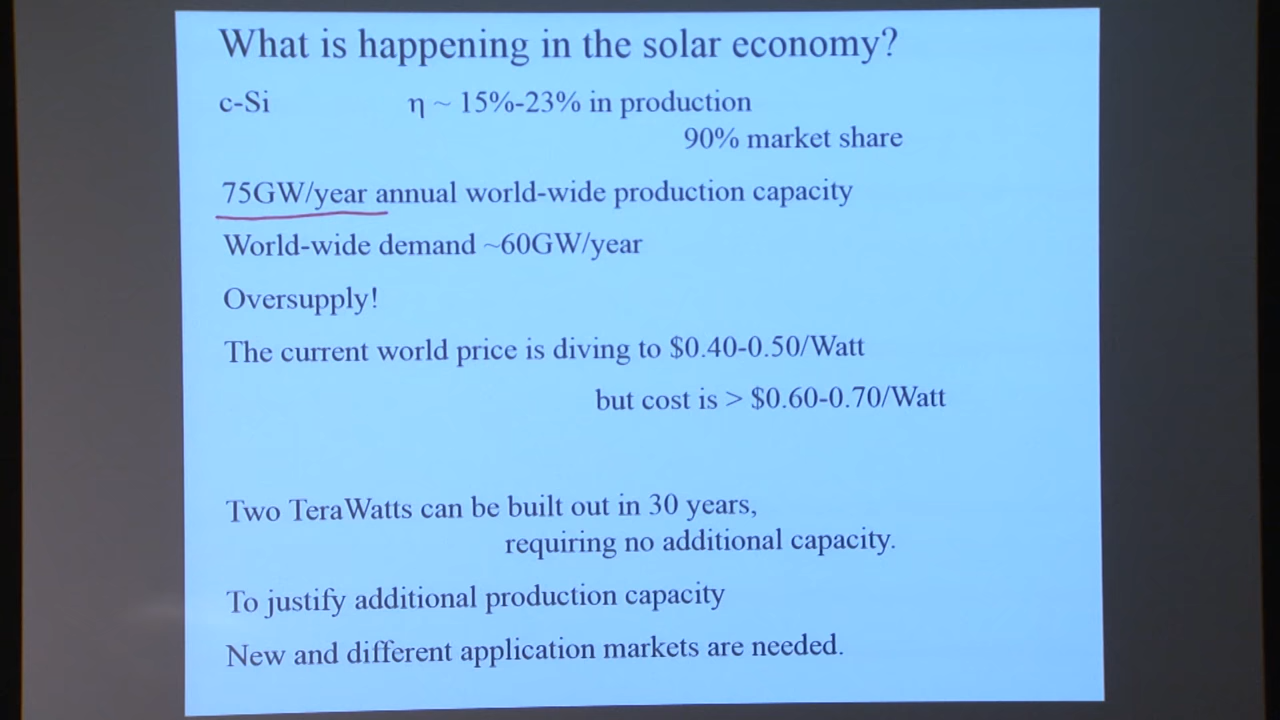 What is happening in the solar economy?
c-Si η ~ 15%-23% in production
90% market share
75GW/year annual world-wide production capacity
World-wide demand ~60GW/year
Oversupply!
The current world price is diving to $0.40-0.50/Watt
but cost is > $0.60-0.70/Watt
Two TeraWatts can be built out in 30 years,
requiring no additional capacity.
To justify additional production capacity
New and different application markets are needed.